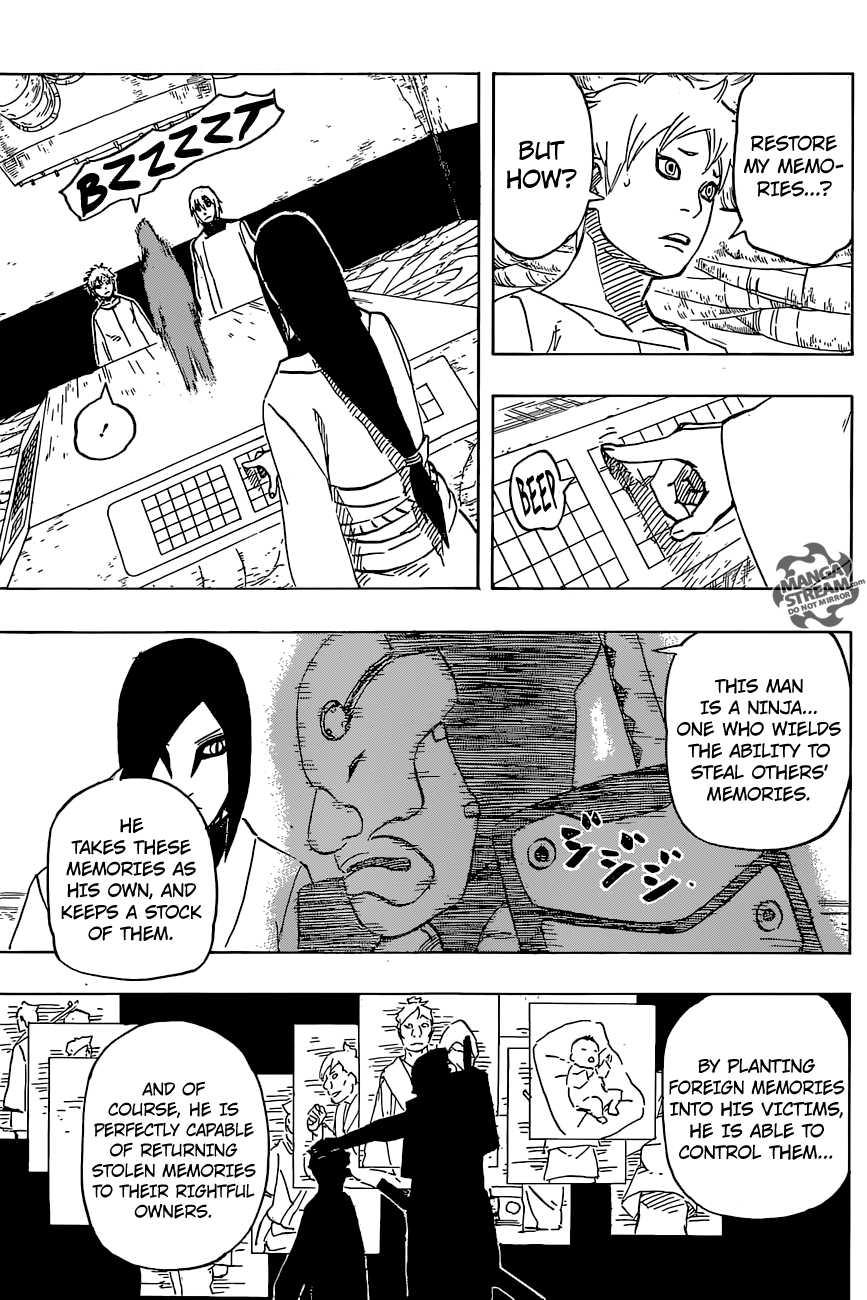 RESTORE
MY MEMO-
RIES...?
BUT
HOW?
BZZZZZT
!
BEEP
MANGA
STREAM.com
DO NOT MIRROR
THIS MAN
IS A NINJA...
ONE WHO WIELDS
THE ABILITY TO
STEAL OTHERS'
MEMORIES.
ジジジジ...
HE
TAKES THESE
MEMORIES AS
HIS OWN, AND
KEEPS A STOCK
OF THEM.
BY PLANTING
FOREIGN MEMORIES
INTO HIS VICTIMS,
HE IS ABLE TO
CONTROL THEM...
AND OF
COURSE, HE IS
PERFECTLY CAPABLE
OF RETURNING
STOLEN MEMORIES
TO THEIR RIGHTFUL
OWNERS.